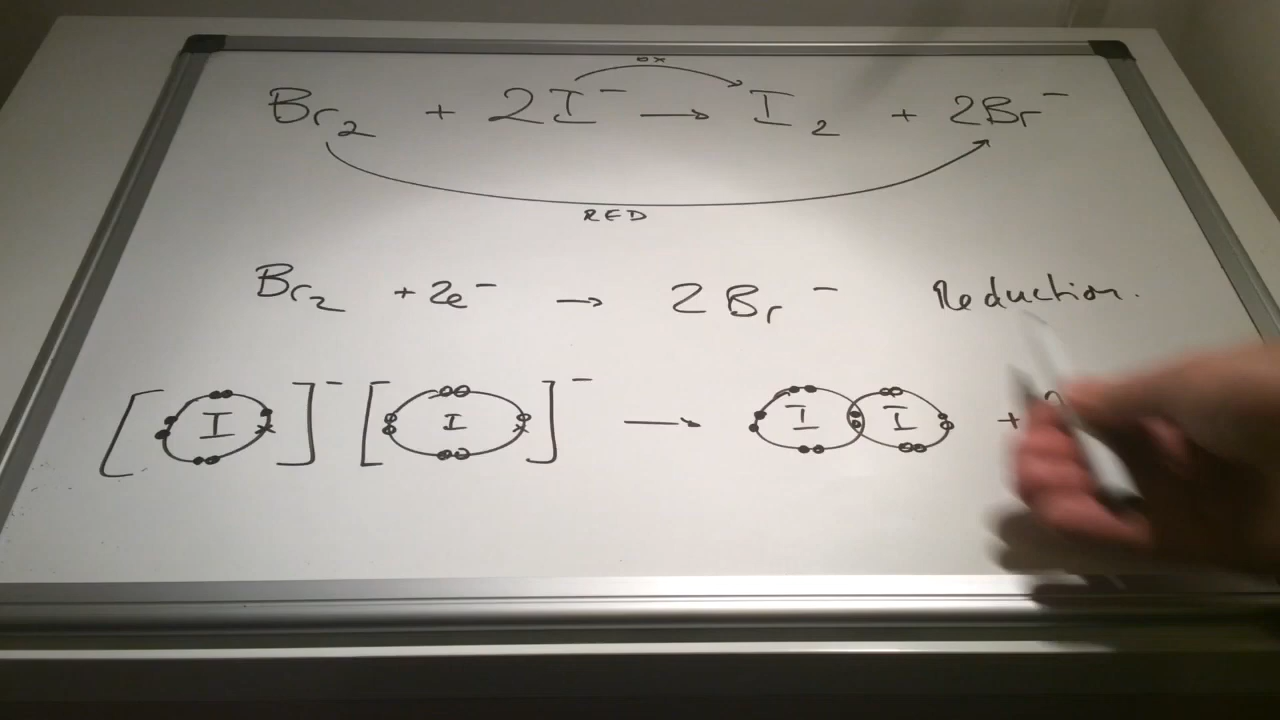 ox
Br₂ + 2I⁻ → I₂ + 2Br⁻
RED
Br₂ + 2e⁻ → 2Br⁻ Reduction.
[I]⁻ [I]⁻ → I I +